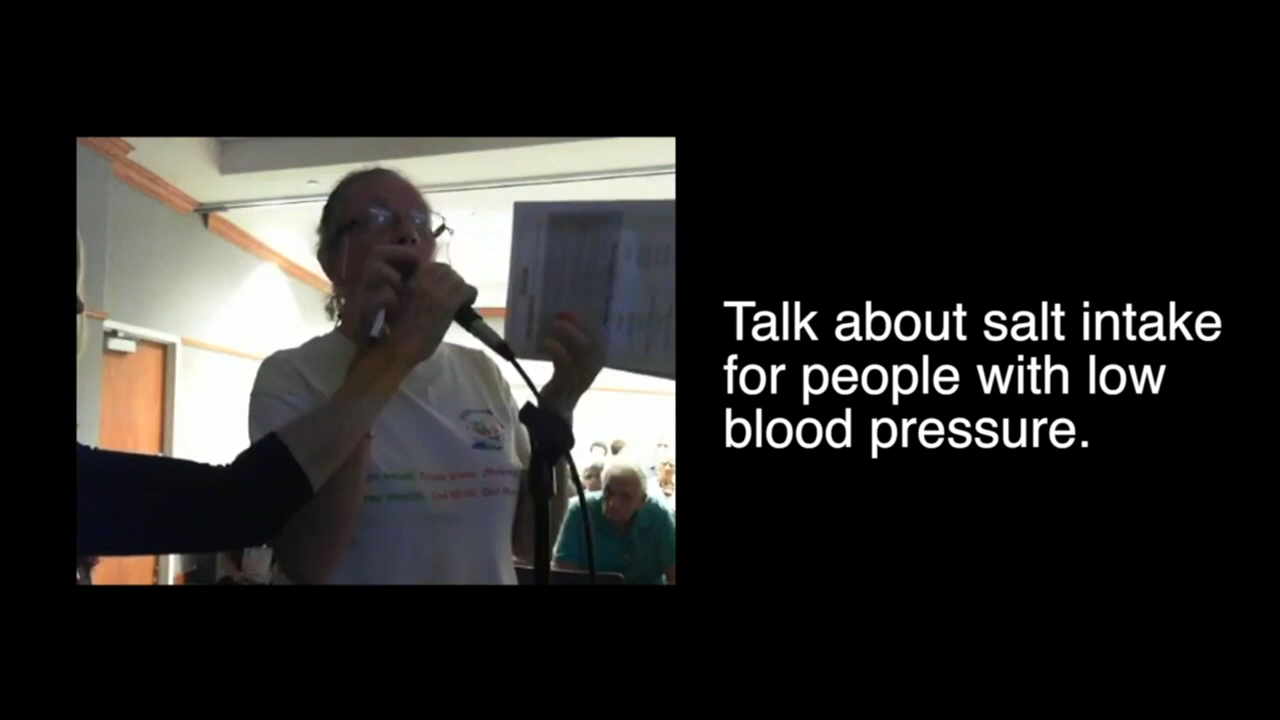 Talk about salt intake
for people with low
blood pressure.